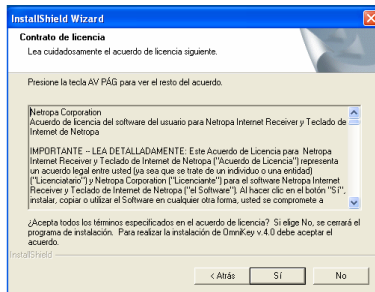 InstallShield Wizard
Contrato de licencia
Lea cuidadosamente el acuerdo de licencia siguiente.
Presione la tecla AV PÁG para ver el resto del acuerdo.
Netropa Corporation
Acuerdo de licencia del software del usuario para Netropa Internet Receiver y Teclado de
Internet de Netropa
IMPORTANTE -- LEA DETALLADAMENTE: Este Acuerdo de Licencia para  Netropa
Internet Receiver y Teclado de Internet de Netropa ("Acuerdo de Licencia") representa
un acuerdo legal entre usted (ya sea que se trate de un individuo o una entidad)
("Licenciatario") y Netropa Corporation ("Licenciante") para el software Netropa Internet
Receiver y Teclado de Internet de Netropa ("el Software"). Al hacer clic en el botón "Sí",
instalar, copiar o utilizar el Software en cualquier otra forma, usted se compromete a
¿Acepta todos los términos especificados en el acuerdo de licencia?  Si elige No, se cerrará el
programa de instalación.  Para realizar la instalación de OmniKey v.4.0 debe aceptar el
acuerdo.
InstallShield
< Atrás
Sí
No